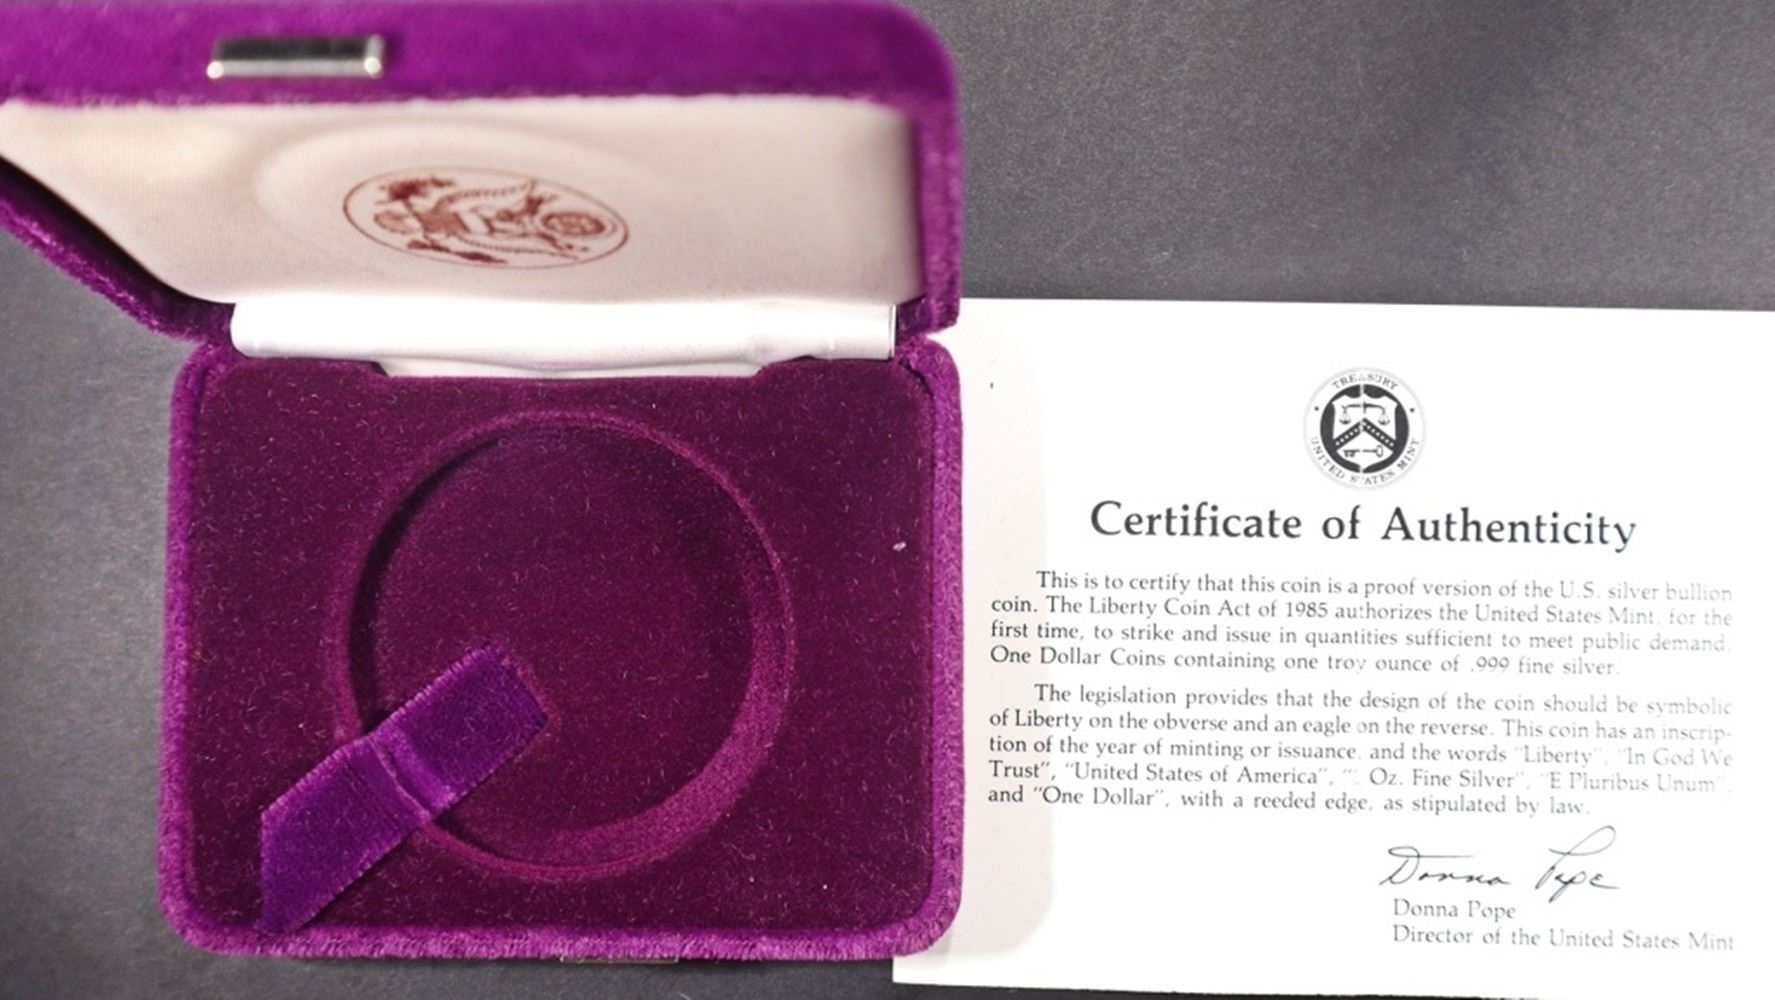 TREASURY
UNITED STATES MINT
Certificate of Authenticity
This is to certify that this coin is a proof version of the U.S. silver bullion
coin. The Liberty Coin Act of 1985 authorizes the United States Mint, for the
first time, to strike and issue in quantities sufficient to meet public demand.
One Dollar Coins containing one troy ounce of .999 fine silver.
The legislation provides that the design of the coin should be symbolic
of Liberty on the obverse and an eagle on the reverse. This coin has an inscrip-
tion of the year of minting or issuance, and the words "Liberty", "In God We
Trust", "United States of America", " Oz. Fine Silver", "E Pluribus Unum",
and "One Dollar", with a reeded edge, as stipulated by law.
Donna Pope
Donna Pope
Director of the United States Mint